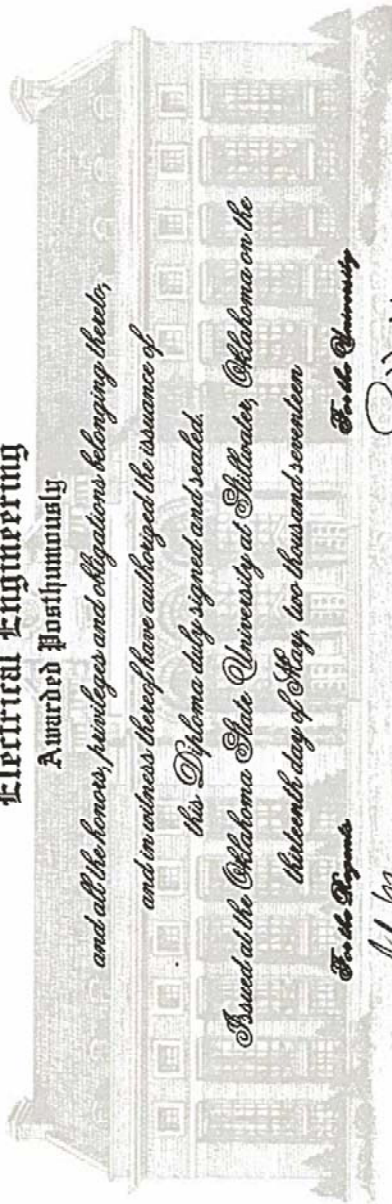 Electrical Engineering
Awarded Posthumously
and all the honors, privileges and obligations belonging thereto,
and in witness thereof have authorized the issuance of
this Diploma duly signed and sealed.
Issued at the Oklahoma State University at Stillwater, Oklahoma on the
thirteenth day of May, two thousand seventeen
For the Regents For the University